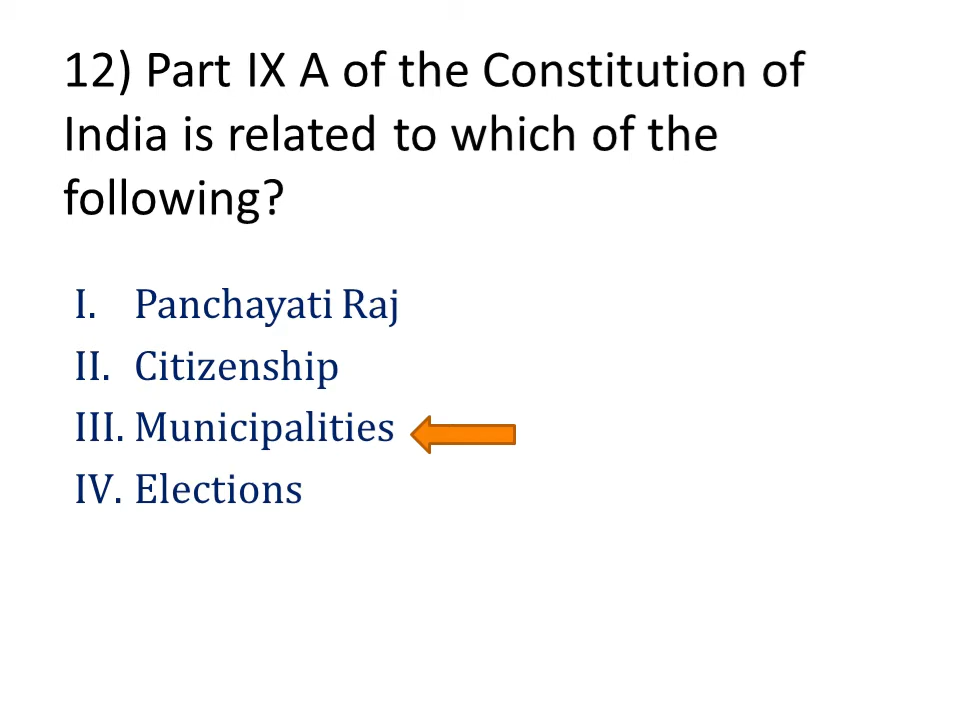 12) Part IX A of the Constitution of
India is related to which of the
following?
I. Panchayati Raj
II. Citizenship
III. Municipalities
IV. Elections